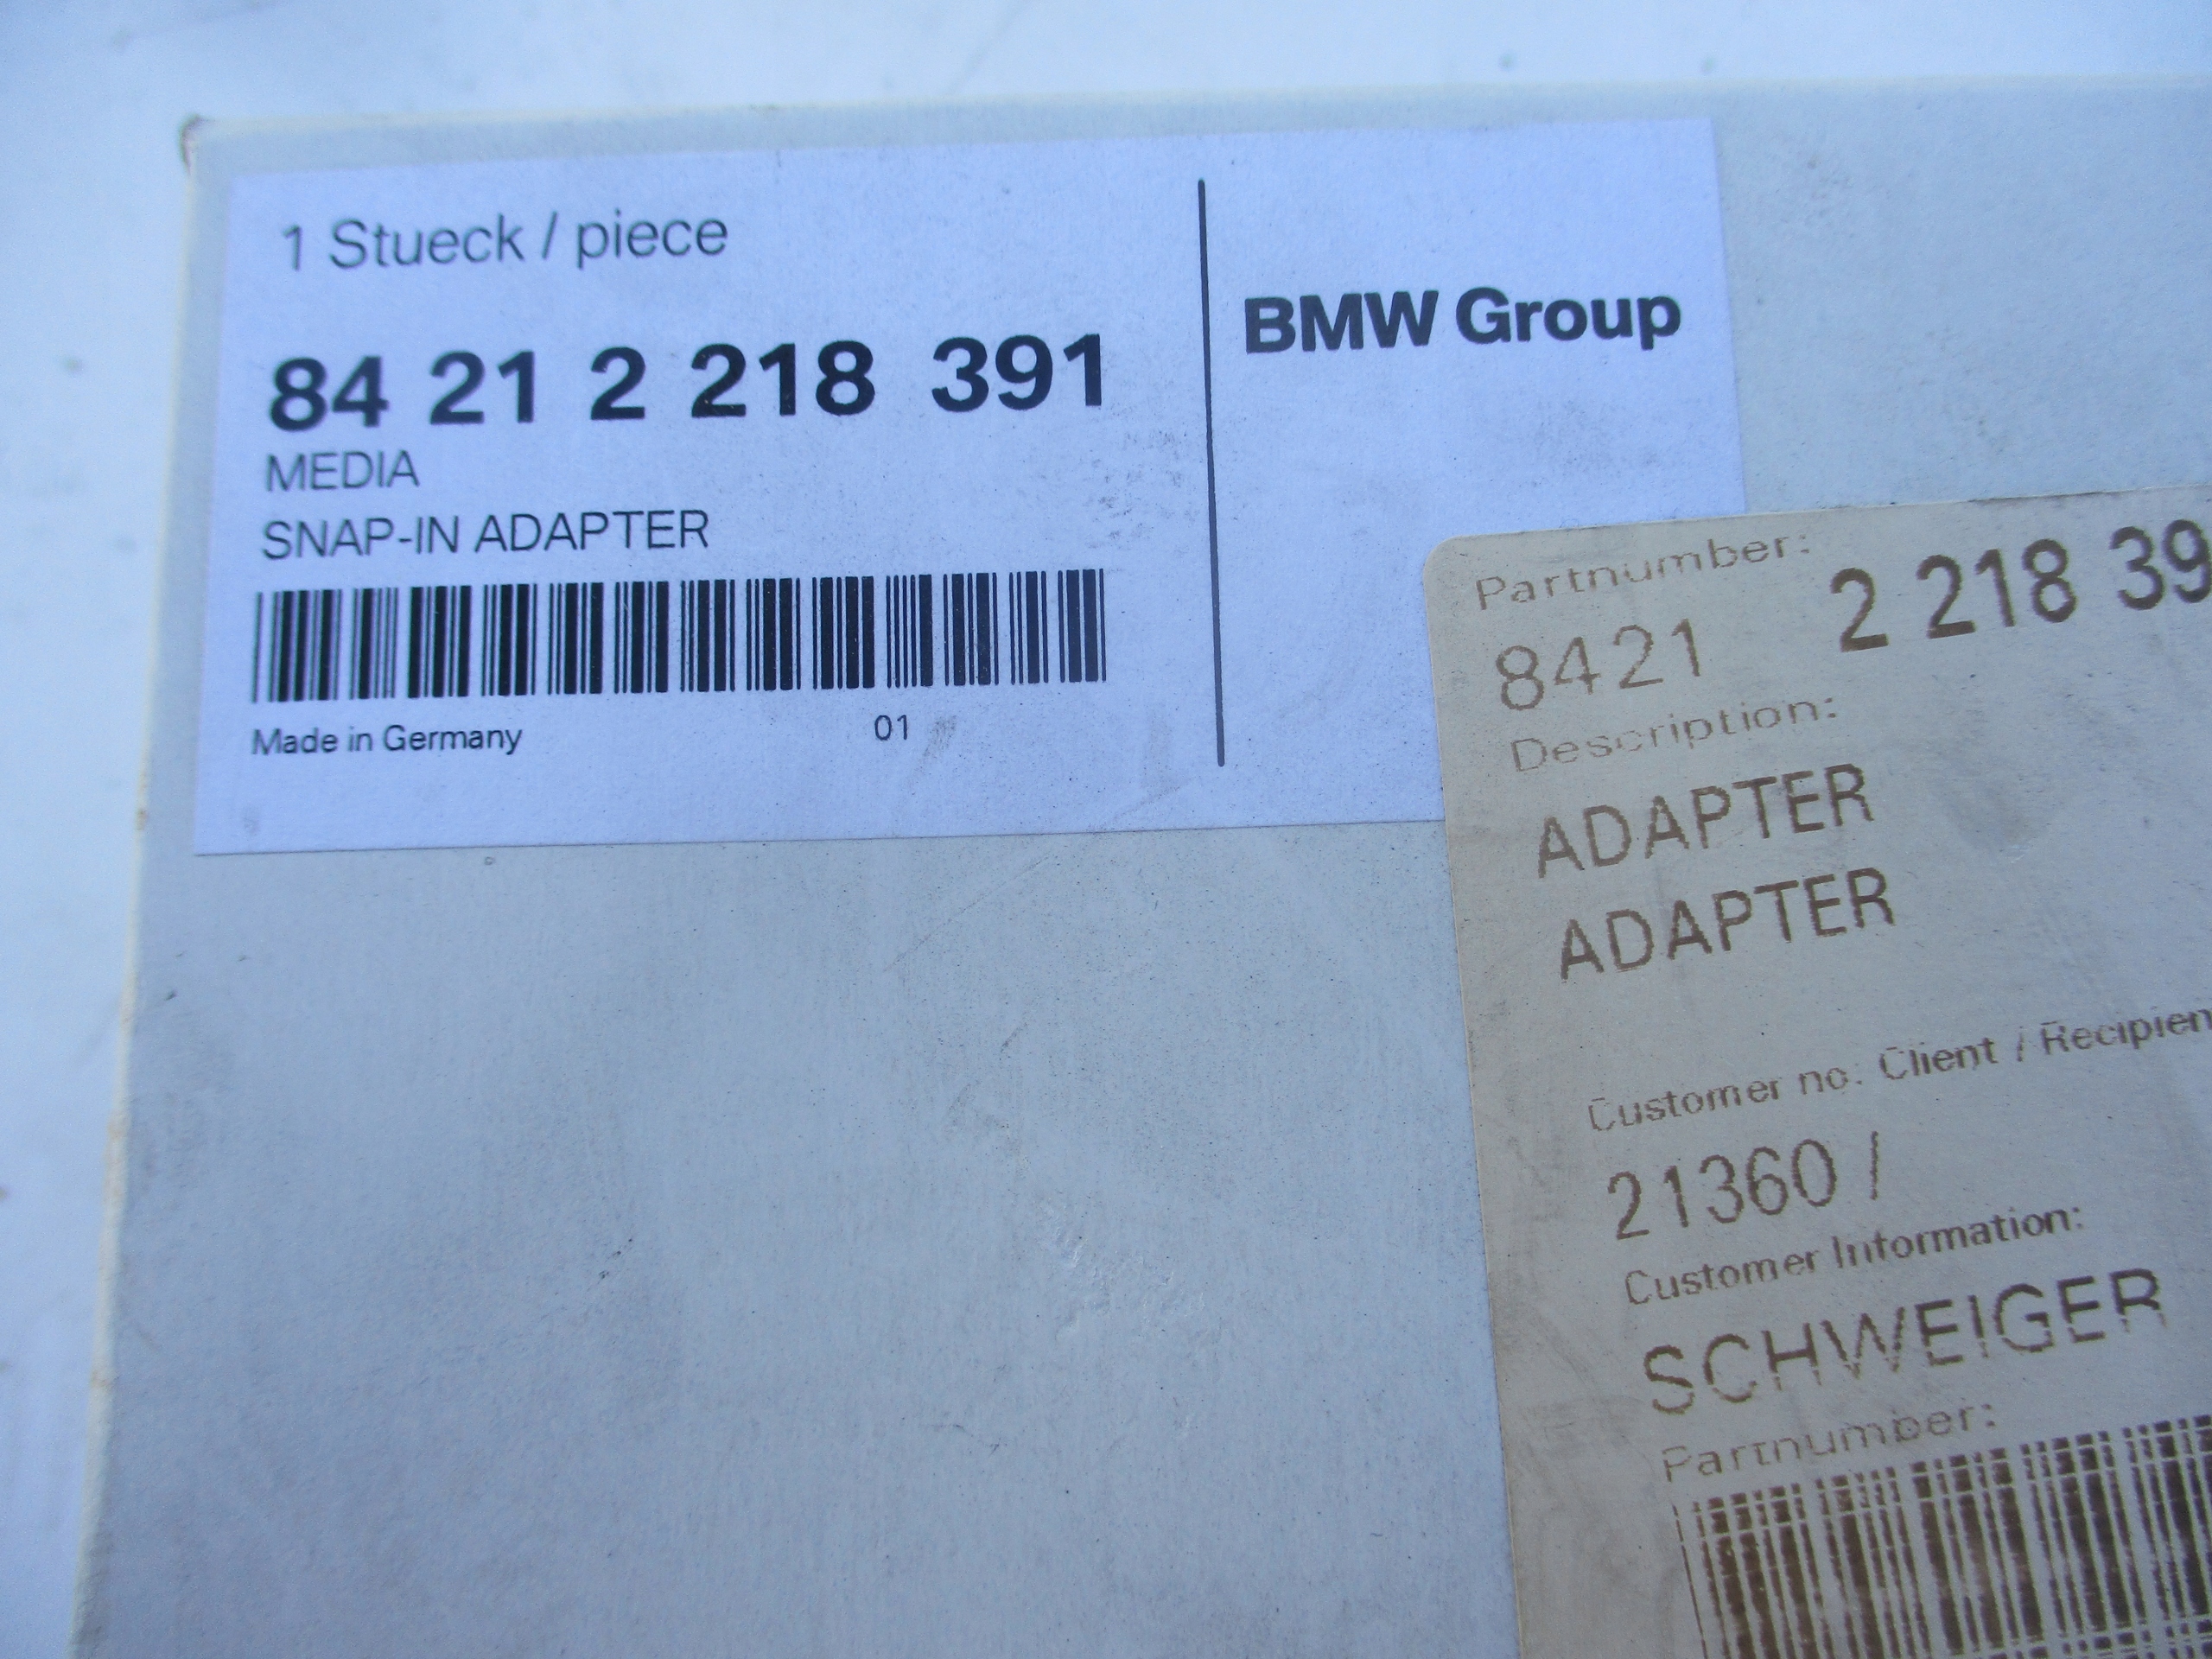 1 Stueck / piece
84 21 2 218 391
MEDIA
SNAP-IN ADAPTER
Made in Germany 01
BMW Group
Partnumber:
8421 2 218 39
Description:
ADAPTER
ADAPTER
Customer no. Client / Recipien
21360 /
Customer Information:
SCHWEIGER
Partnumber: